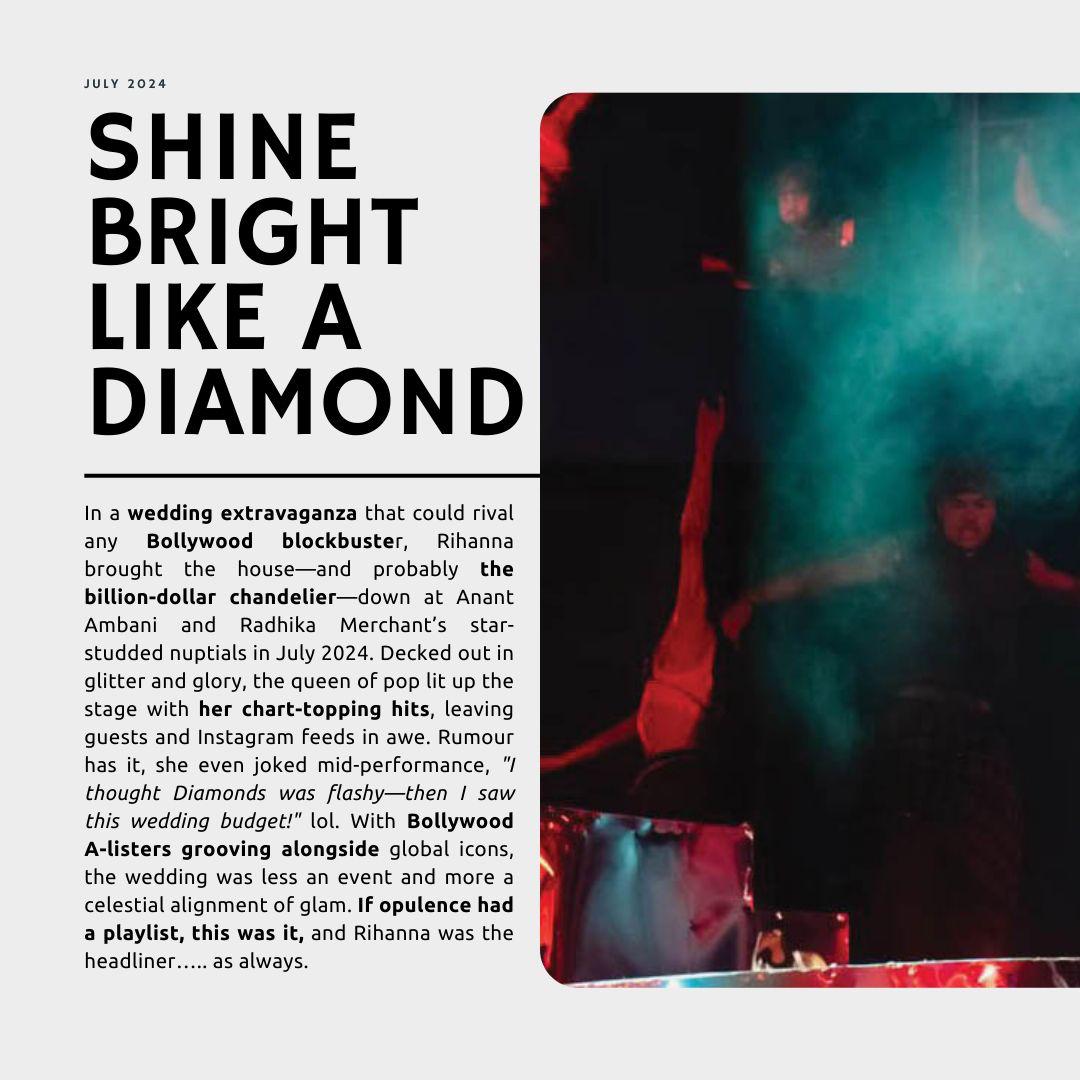 JULY 2024
SHINE
BRIGHT
LIKE A
DIAMOND
In a wedding extravaganza that could rival
any Bollywood blockbuster, Rihanna
brought the house—and probably the
billion-dollar chandelier—down at Anant
Ambani and Radhika Merchant’s star-
studded nuptials in July 2024. Decked out in
glitter and glory, the queen of pop lit up the
stage with her chart-topping hits, leaving
guests and Instagram feeds in awe. Rumour
has it, she even joked mid-performance, "I
thought Diamonds was flashy—then I saw
this wedding budget!" lol. With Bollywood
A-listers grooving alongside global icons,
the wedding was less an event and more a
celestial alignment of glam. If opulence had
a playlist, this was it, and Rihanna was the
headliner..... as always.